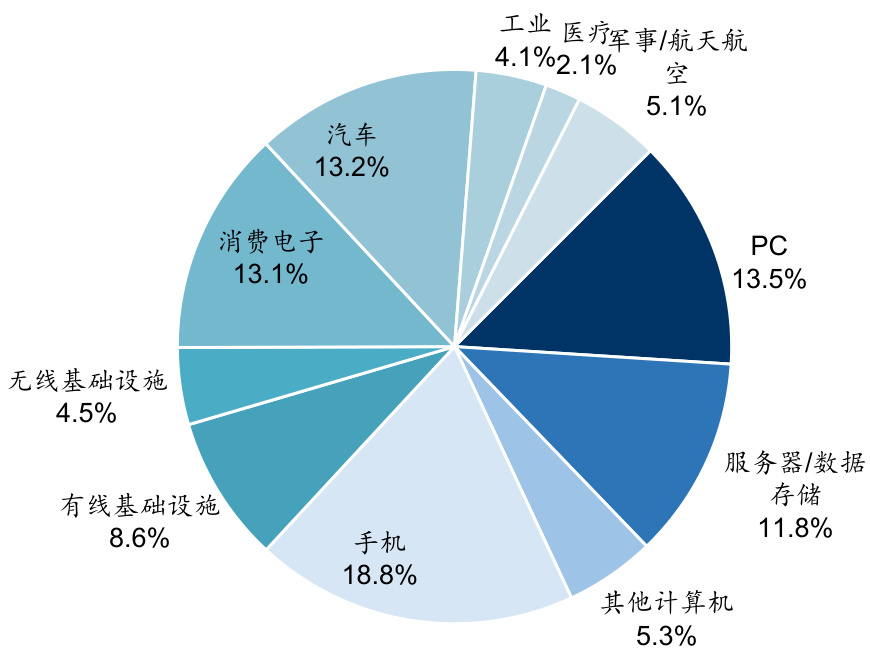 工业
4.1%
医疗
2.1%
军事/航天航
空
5.1%
汽车
13.2%
PC
13.5%
消费电子
13.1%
无线基础设施
4.5%
服务器/数据
存储
11.8%
有线基础设施
8.6%
手机
18.8%
其他计算机
5.3%